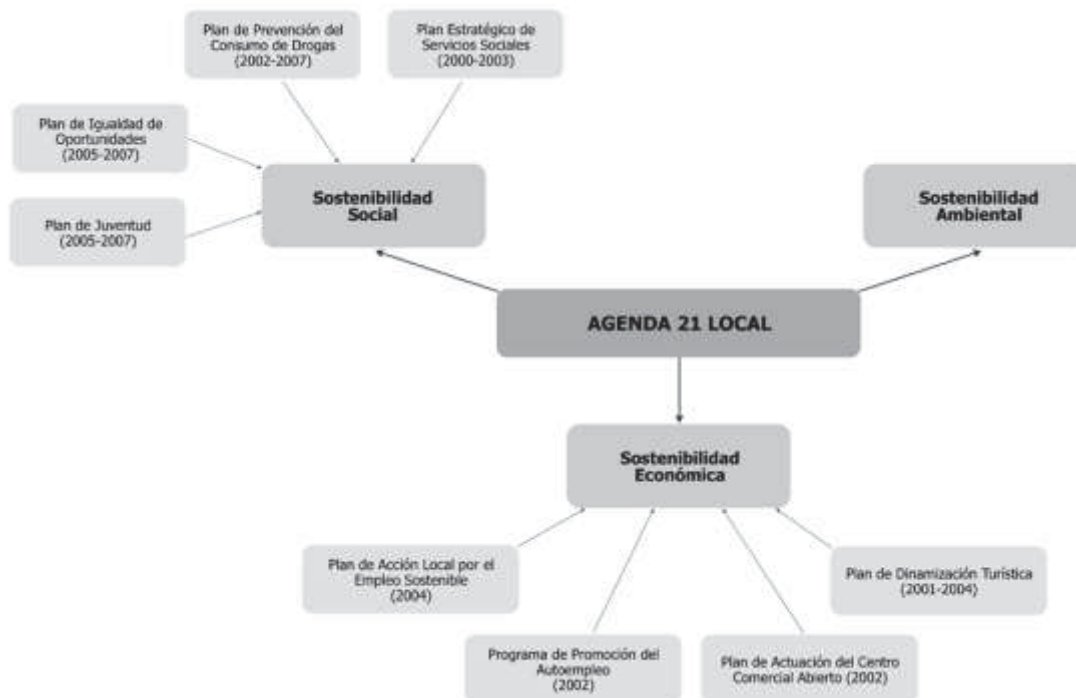 Plan de Prevención del
Consumo de Drogas
(2002-2007)
Plan Estratégico de
Servicios Sociales
(2000-2003)
Plan de Igualdad de
Oportunidades
(2005-2007)
Plan de Juventud
(2005-2007)
Sostenibilidad
Social
Sostenibilidad
Ambiental
AGENDA 21 LOCAL
Sostenibilidad
Económica
Plan de Acción Local por el
Empleo Sostenible
(2004)
Programa de Promoción del
Autoempleo
(2002)
Plan de Actuación del Centro
Comercial Abierto (2002)
Plan de Dinamización Turística
(2001-2004)